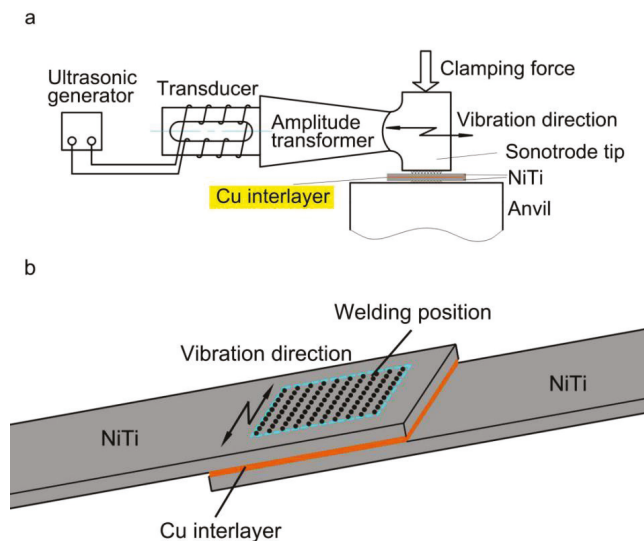 a
Ultrasonic
generator
Transducer
Amplitude
transformer
Clamping force
Vibration direction
Sonotrode tip
NiTi
Cu interlayer
Anvil
b
Welding position
Vibration direction
NiTi
NiTi
Cu interlayer